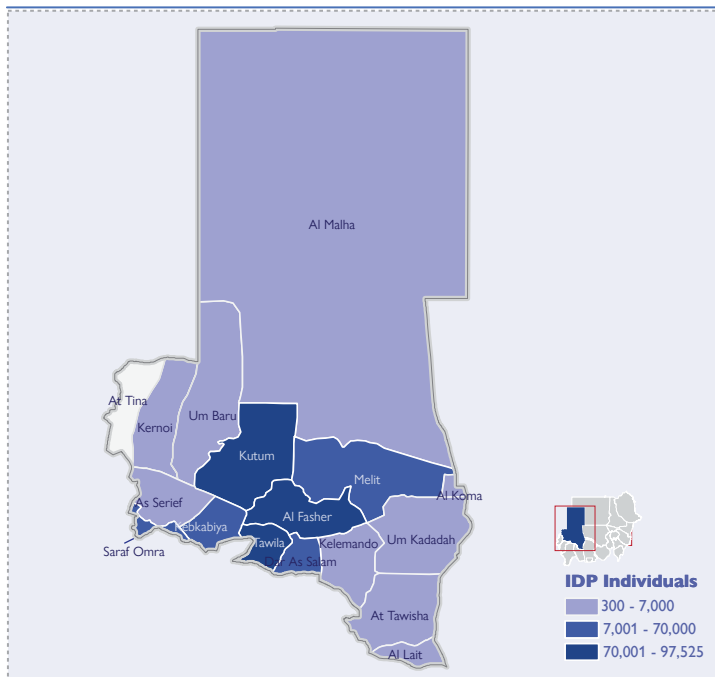 Al Malha
At Tina
Kernoi
Um Baru
Kutum
Melit
Al Koma
As Serief
Kebkabiya
Al Fasher
Saraf Omra
Tawila
Dar As Salam
Kelemando
Um Kadadah
At Tawisha
Al Lait
IDP Individuals
300 - 7,000
7,001 - 70,000
70,001 - 97,525